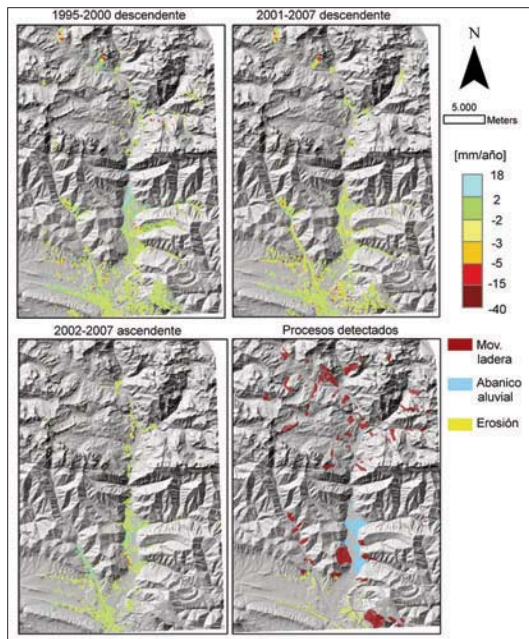 1995-2000 descendente
2001-2007 descendente
N
5.000
Meters
[mm/año]
18
2
-2
-3
-5
-15
-40
2002-2007 ascendente
Procesos detectados
Mov.
ladera
Abanico
aluvial
Erosión